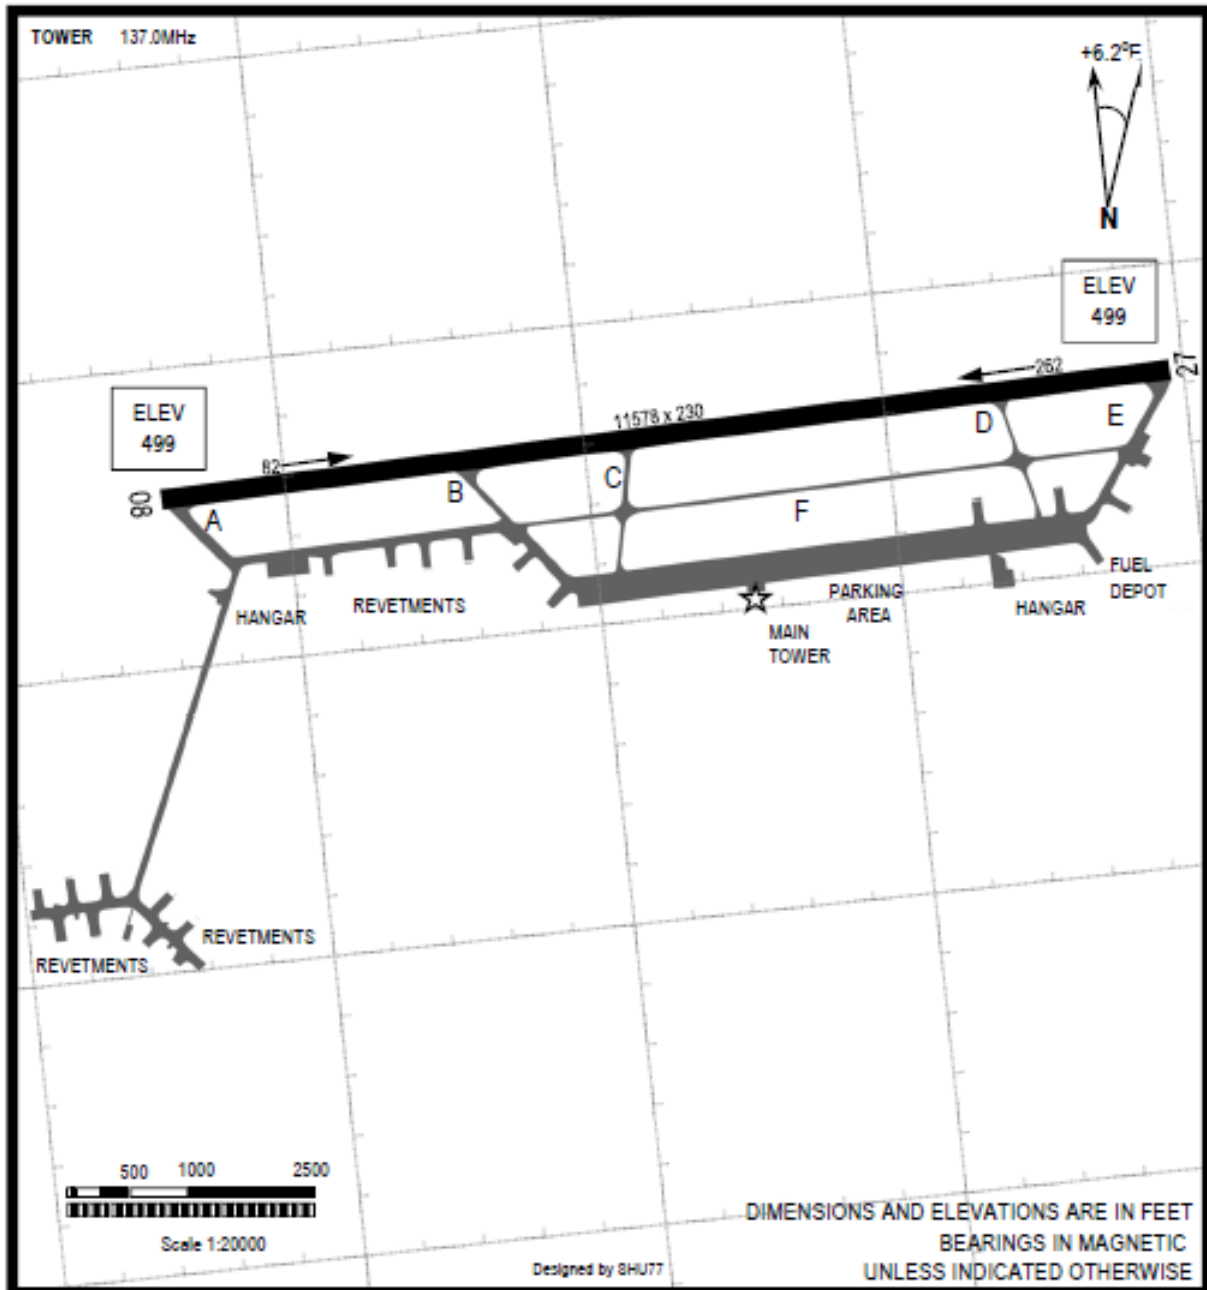 TOWER 137.0MHz
+6.2°E
N
ELEV
499
27
262
11578 x 230
ELEV
499
82
80
A
B
C
D
E
F
HANGAR
REVETMENTS
MAIN
TOWER
PARKING
AREA
HANGAR
FUEL
DEPOT
REVETMENTS
REVETMENTS
500 1000 2500
Scale 1:20000
Designed by SHU77
DIMENSIONS AND ELEVATIONS ARE IN FEET
BEARINGS IN MAGNETIC
UNLESS INDICATED OTHERWISE